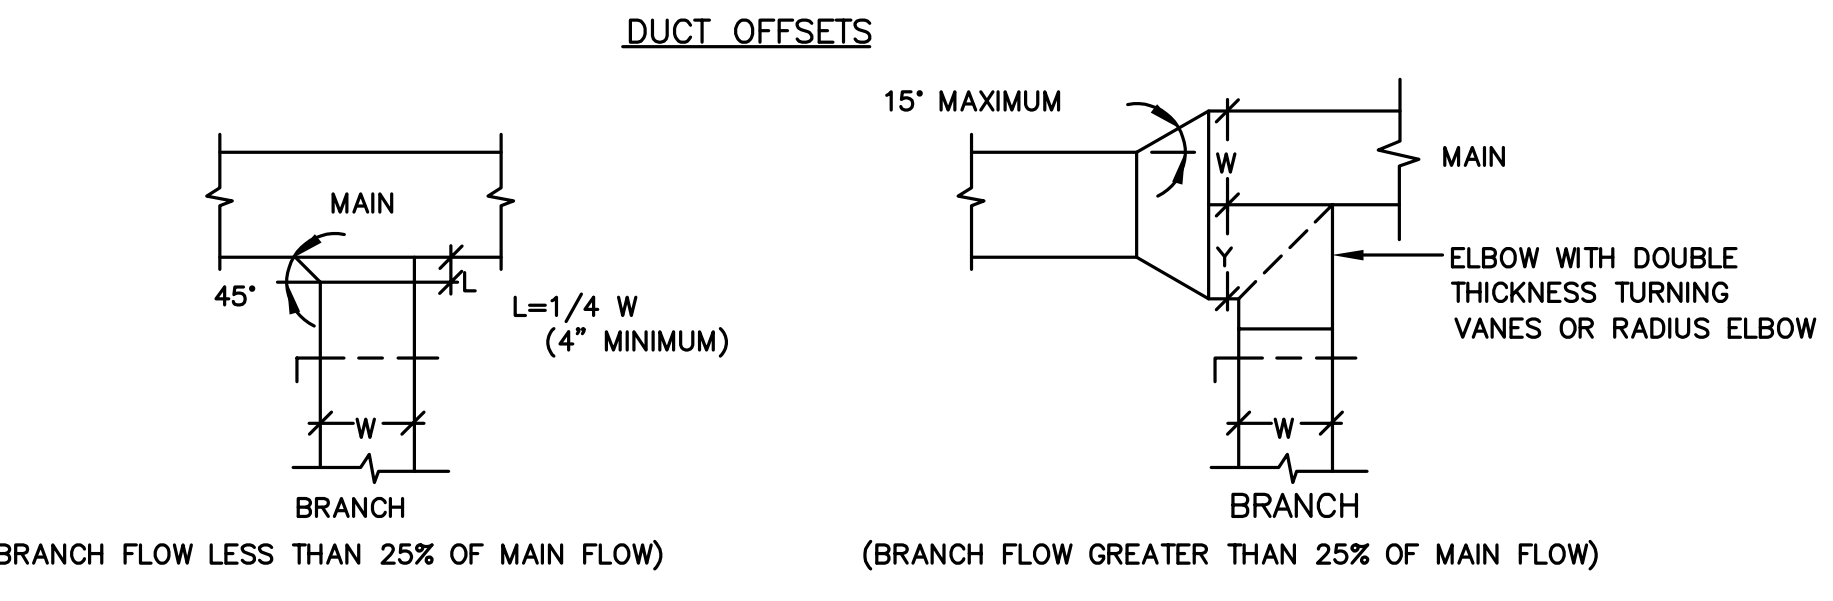 DUCT OFFSETS
MAIN
45°
L
L=1/4 W
(4” MINIMUM)
W
BRANCH
BRANCH FLOW LESS THAN 25% OF MAIN FLOW)
15° MAXIMUM
W
Y
MAIN
ELBOW WITH DOUBLE
THICKNESS TURNING
VANES OR RADIUS ELBOW
W
BRANCH
(BRANCH FLOW GREATER THAN 25% OF MAIN FLOW)